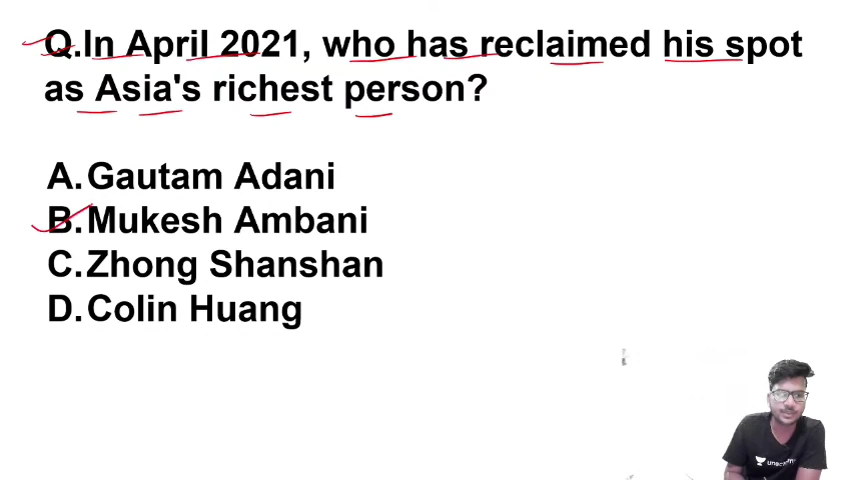 Q.In April 2021, who has reclaimed his spot
as Asia's richest person?
A.Gautam Adani
B.Mukesh Ambani
C.Zhong Shanshan
D.Colin Huang